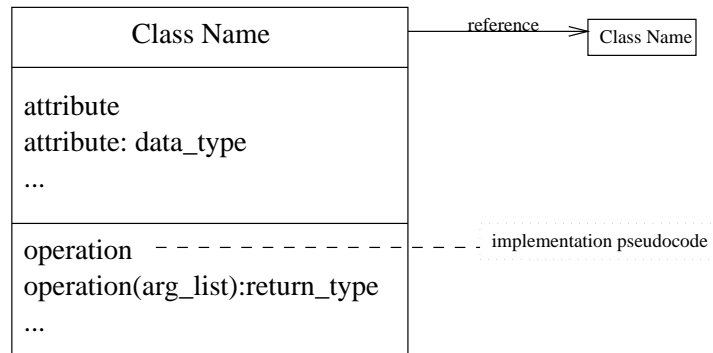 Class Name
reference
Class Name
attribute
attribute: data_type
...
operation
implementation pseudocode
operation(arg_list):return_type
...